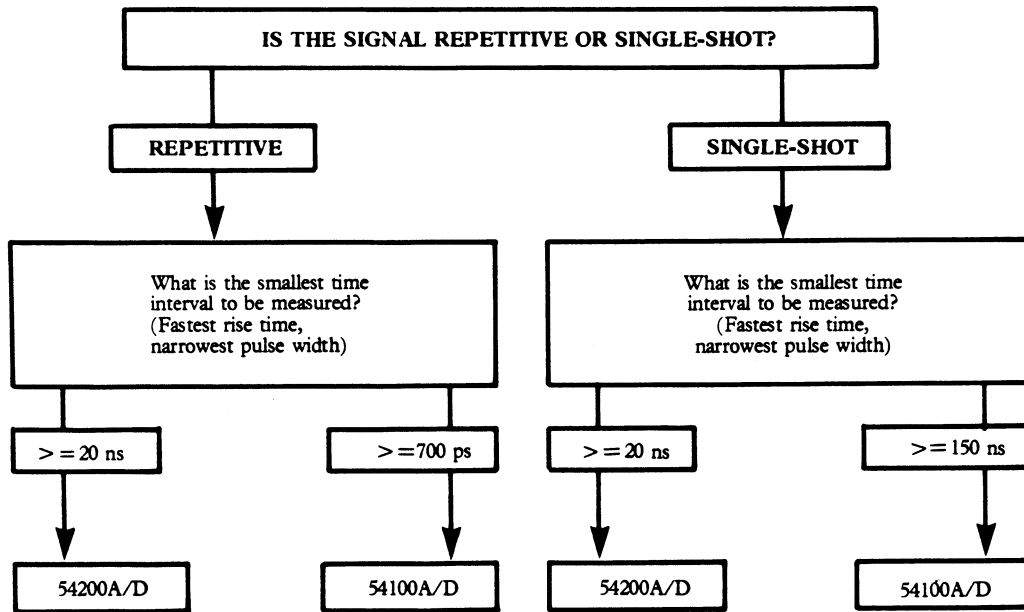 IS THE SIGNAL REPETITIVE OR SINGLE-SHOT?
REPETITIVE
SINGLE-SHOT
What is the smallest time
interval to be measured?
(Fastest rise time,
narrowest pulse width)
What is the smallest time
interval to be measured?
(Fastest rise time,
narrowest pulse width)
>=20 ns
>=700 ps
>=20 ns
>=150 ns
54200A/D
54100A/D
54200A/D
54100A/D